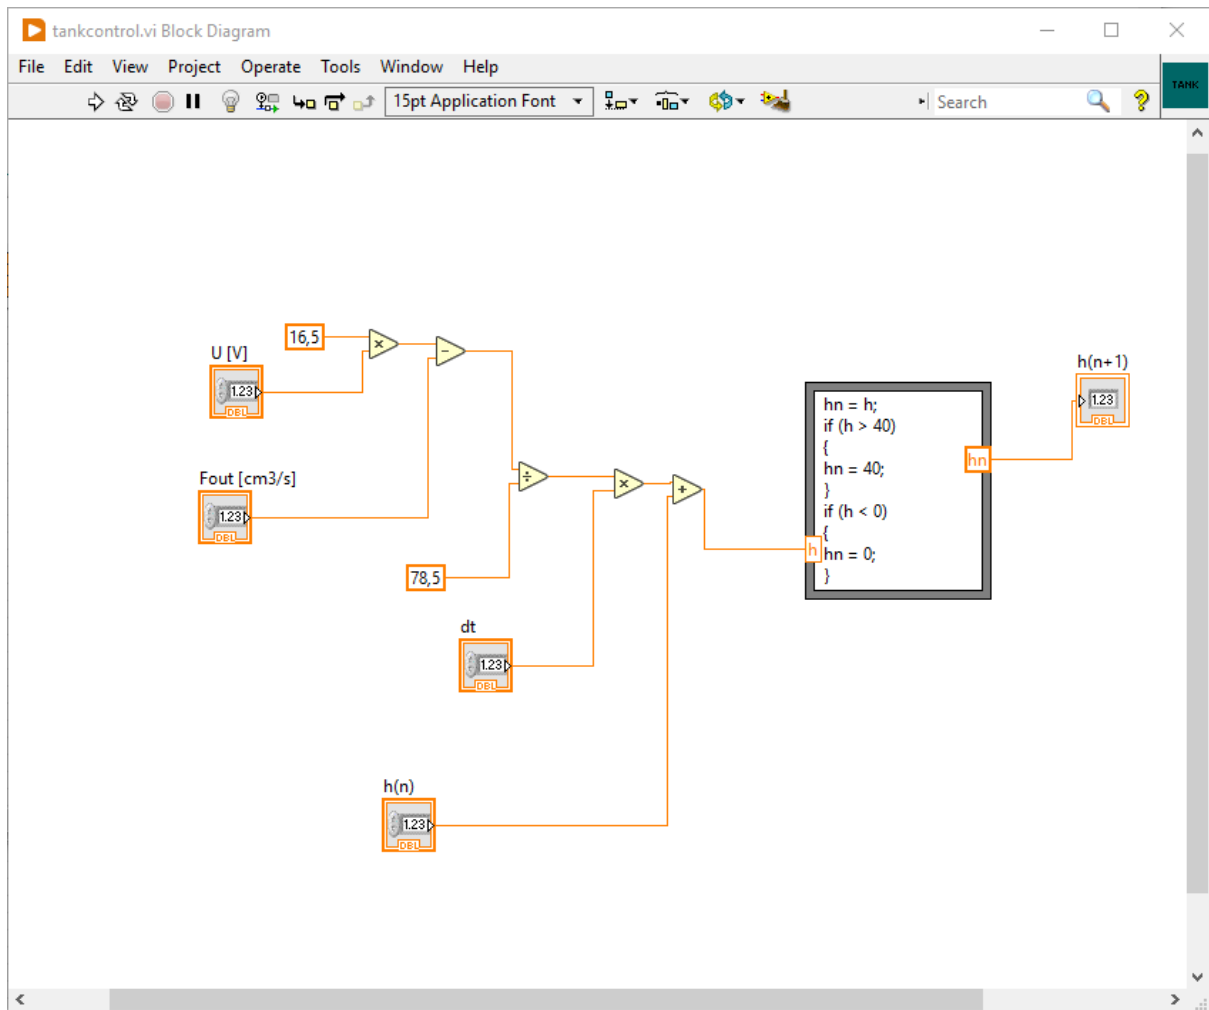 tankcontrol.vi Block Diagram
File Edit View Project Operate Tools Window Help
15pt Application Font
Search
TANK
16,5
U [V]
1.23
DBL
h(n+1)
1.23
DBL
hn = h;
if (h > 40)
{
hn = 40;
}
if (h < 0)
{
hn = 0;
}
hn
h
Fout [cm3/s]
1.23
DBL
78,5
dt
1.23
DBL
h(n)
1.23
DBL